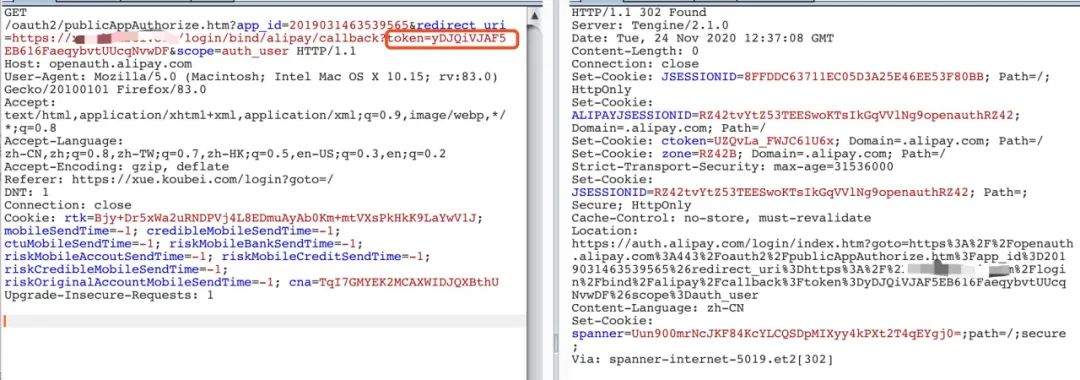 GET
/oauth2/publicAppAuthorize.htm?app_id=2019031463539565&redirect_uri
=https://x /login/bind/alipay/callback?token=yDJQiVJAF5
EB616FaeqybvtUUcqNvwDF&scope=auth_user HTTP/1.1
Host: openauth.alipay.com
User-Agent: Mozilla/5.0 (Macintosh; Intel Mac OS X 10.15; rv:83.0)
Gecko/20100101 Firefox/83.0
Accept:
text/html,application/xhtml+xml,application/xml;q=0.9,image/webp,*/
*;q=0.8
Accept-Language:
zh-CN,zh;q=0.8,zh-TW;q=0.7,zh-HK;q=0.5,en-US;q=0.3,en;q=0.2
Accept-Encoding: gzip, deflate
Referer: https://xue.koubei.com/login?goto=/
DNT: 1
Connection: close
Cookie: rtk=Bjy+Dr5xWa2uRNDPVj4L8EDmuAyAb0Km+mtVXsPkHkK9LaYwV1J;
mobileSendTime=-1; credibleMobileSendTime=-1;
ctuMobileSendTime=-1; riskMobileBankSendTime=-1;
riskMobileAccoutSendTime=-1; riskMobileCreditSendTime=-1;
riskCredibleMobileSendTime=-1;
riskOriginalAccountMobileSendTime=-1; cna=TqI7GMYEK2MCAXWIDJQXBthU
Upgrade-Insecure-Requests: 1
HTTP/1.1 302 Found
Server: Tengine/2.1.0
Date: Tue, 24 Nov 2020 12:37:08 GMT
Content-Length: 0
Connection: close
Set-Cookie: JSESSIONID=8FFDDC63711EC05D3A25E46EE53F80BB; Path=/;
HttpOnly
Set-Cookie:
ALIPAYJSESSIONID=RZ42tvYtZ53TEESwoKTsIkGqVVlNg9openauthRZ42;
Domain=.alipay.com; Path=/
Set-Cookie: ctoken=UZQvLa_FWJC61U6x; Domain=.alipay.com; Path=/
Set-Cookie: zone=RZ42B; Domain=.alipay.com; Path=/
Strict-Transport-Security: max-age=31536000
Set-Cookie:
JSESSIONID=RZ42tvYtZ53TEESwoKTsIkGqVVlNg9openauthRZ42; Path=;
Secure; HttpOnly
Cache-Control: no-store, must-revalidate
Location:
https://auth.alipay.com/login/index.htm?goto=https%3A%2F%2Fopenauth
.alipay.com%3A443%2Foauth2%2FpublicAppAuthorize.htm%3Fapp_id%3D201
9031463539565%26redirect_uri%3Dhttps%3A%2F%2 %2Flogi
n%2Fbind%2Falipay%2Fcallback%3Ftoken%3DyDJQiVJAF5EB616FaeqybvtUUcq
NvwDF%26scope%3Dauth_user
Content-Language: zh-CN
Set-Cookie:
spanner=Uun900mrNcJKF84KcYLCQSDpMIXyy4kPXt2T4qEYgj0=;path=/;secure
;
Via: spanner-internet-5019.et2[302]